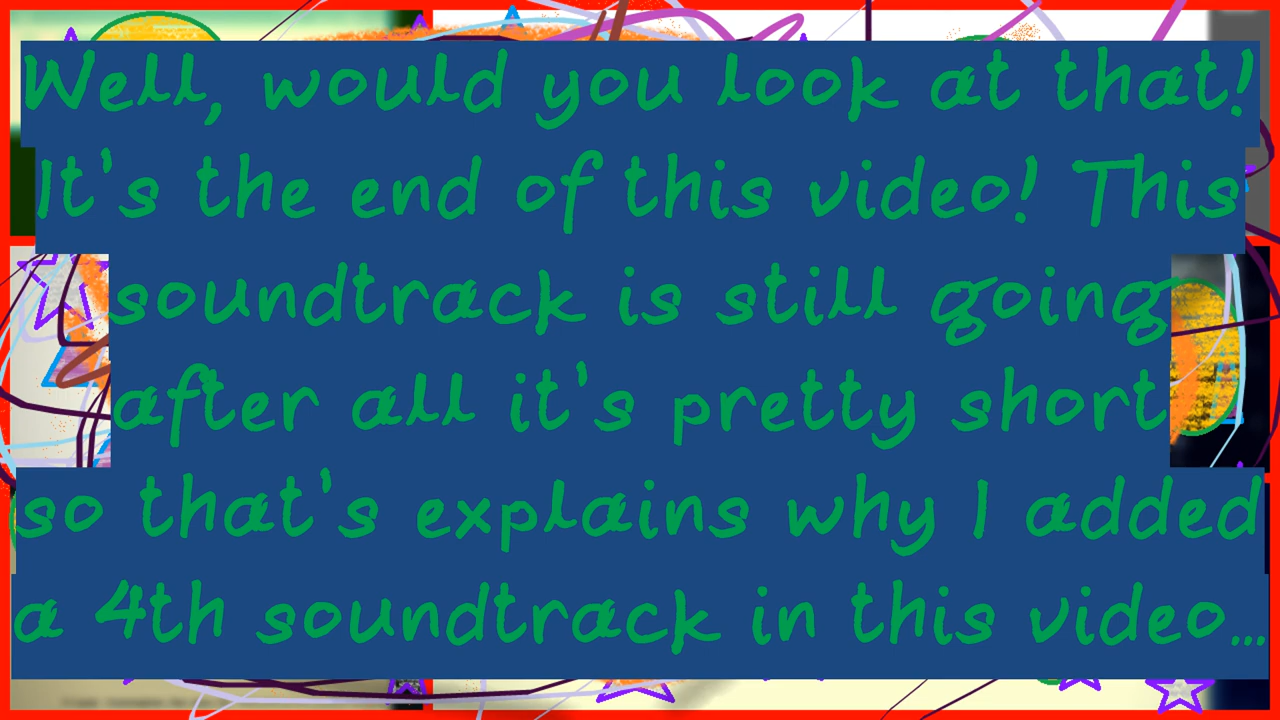 Well, would you look at that!
It's the end of this video! This
soundtrack is still going
after all it's pretty short
so that's explains why I added
a 4th soundtrack in this video...